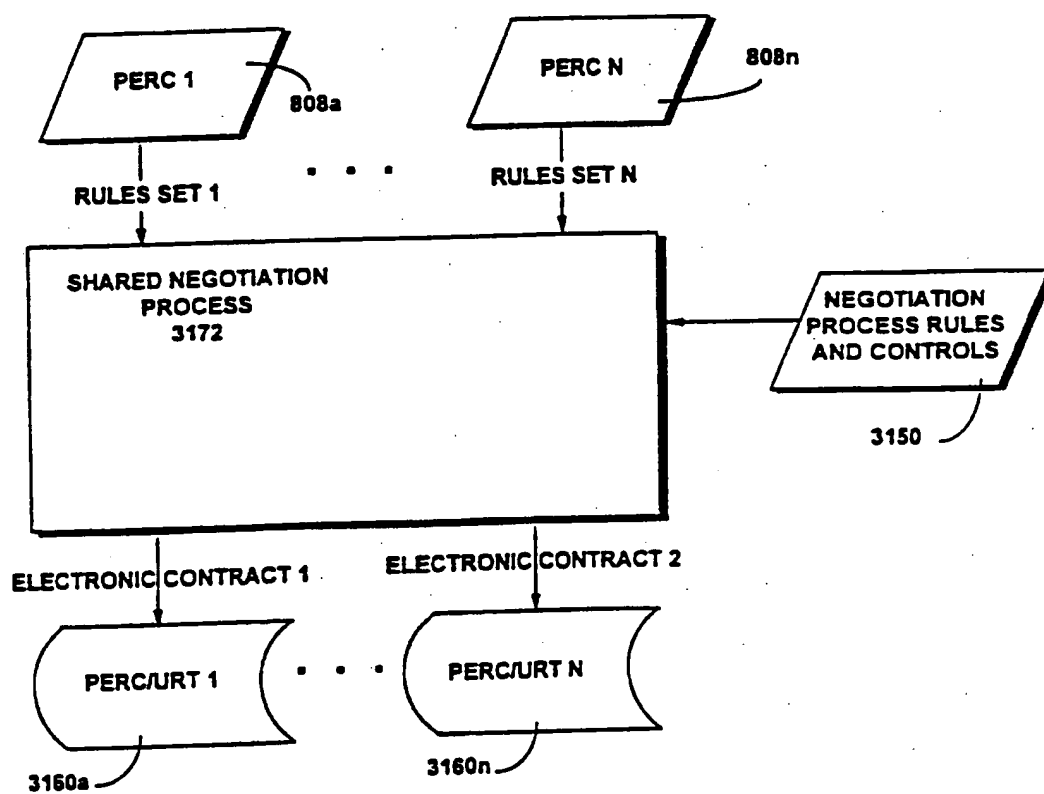 PERC 1
808a
PERC N
808n
RULES SET 1
RULES SET N
SHARED NEGOTIATION
PROCESS
3172
NEGOTIATION
PROCESS RULES
AND CONTROLS
3150
ELECTRONIC CONTRACT 1
ELECTRONIC CONTRACT 2
PERC/URT 1
PERC/URT N
3160a
3160n